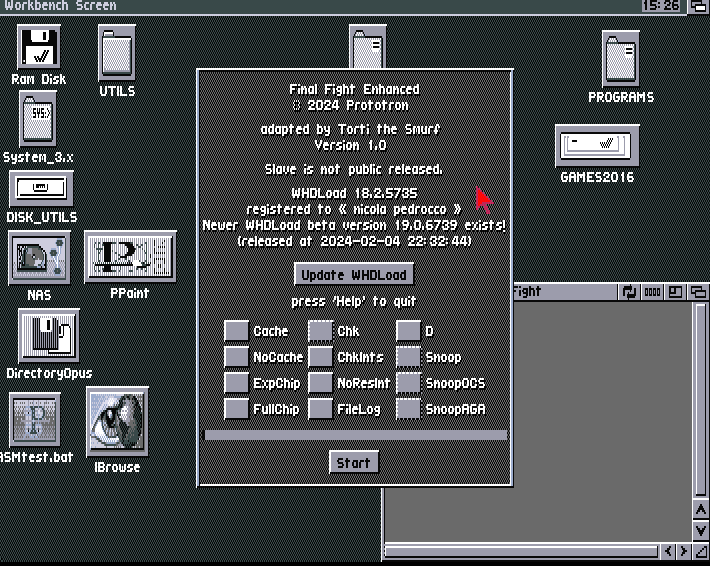 Workbench Screen
15:26
Ram Disk
UTILS
PROGRAMS
SYS:>
System_3.x
GAMES2016
DISK_UTILS
NAS
PPaint
DirectoryOpus
ASMtest.bat
IBrowse
Final Fight Enhanced
© 2024 Prototron
adapted by Torti the Smurf
Version 1.0
Slave is not public released.
WHDLoad 18.2.5735
registered to « nicola pedrocco »
Newer WHDLoad beta version 19.0.6739 exists!
(released at 2024-02-04 22:32:44)
Update WHDLoad
press 'Help' to quit
Cache
Chk
D
NoCache
ChkInts
Snoop
ExpChip
NoResInt
SnoopOCS
FullChip
FileLog
SnoopAGA
Start
ight